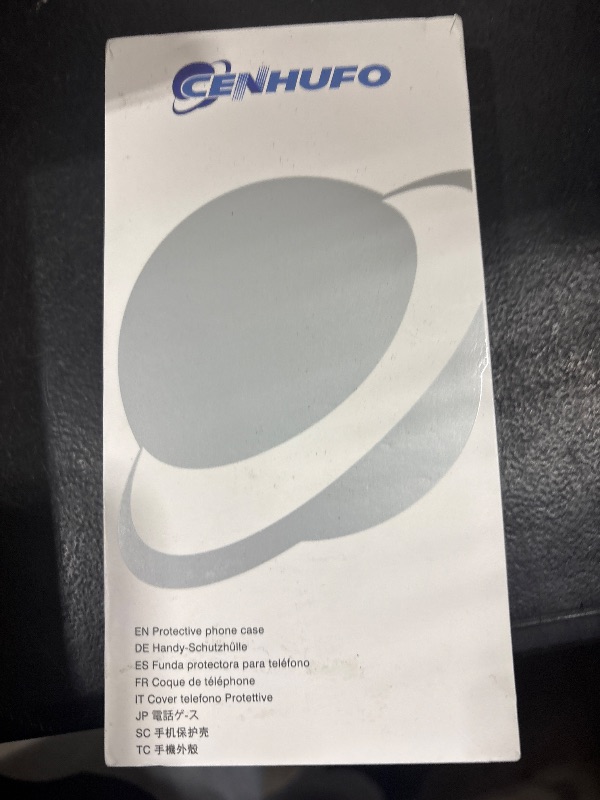 CENHUFO
EN Protective phone case
DE Handy-Schutzhülle
ES Funda protectora para teléfono
FR Coque de téléphone
IT Cover telefono Protettive
JP 電話ゲ-ス
SC 手机保护壳
TC 手機外殼